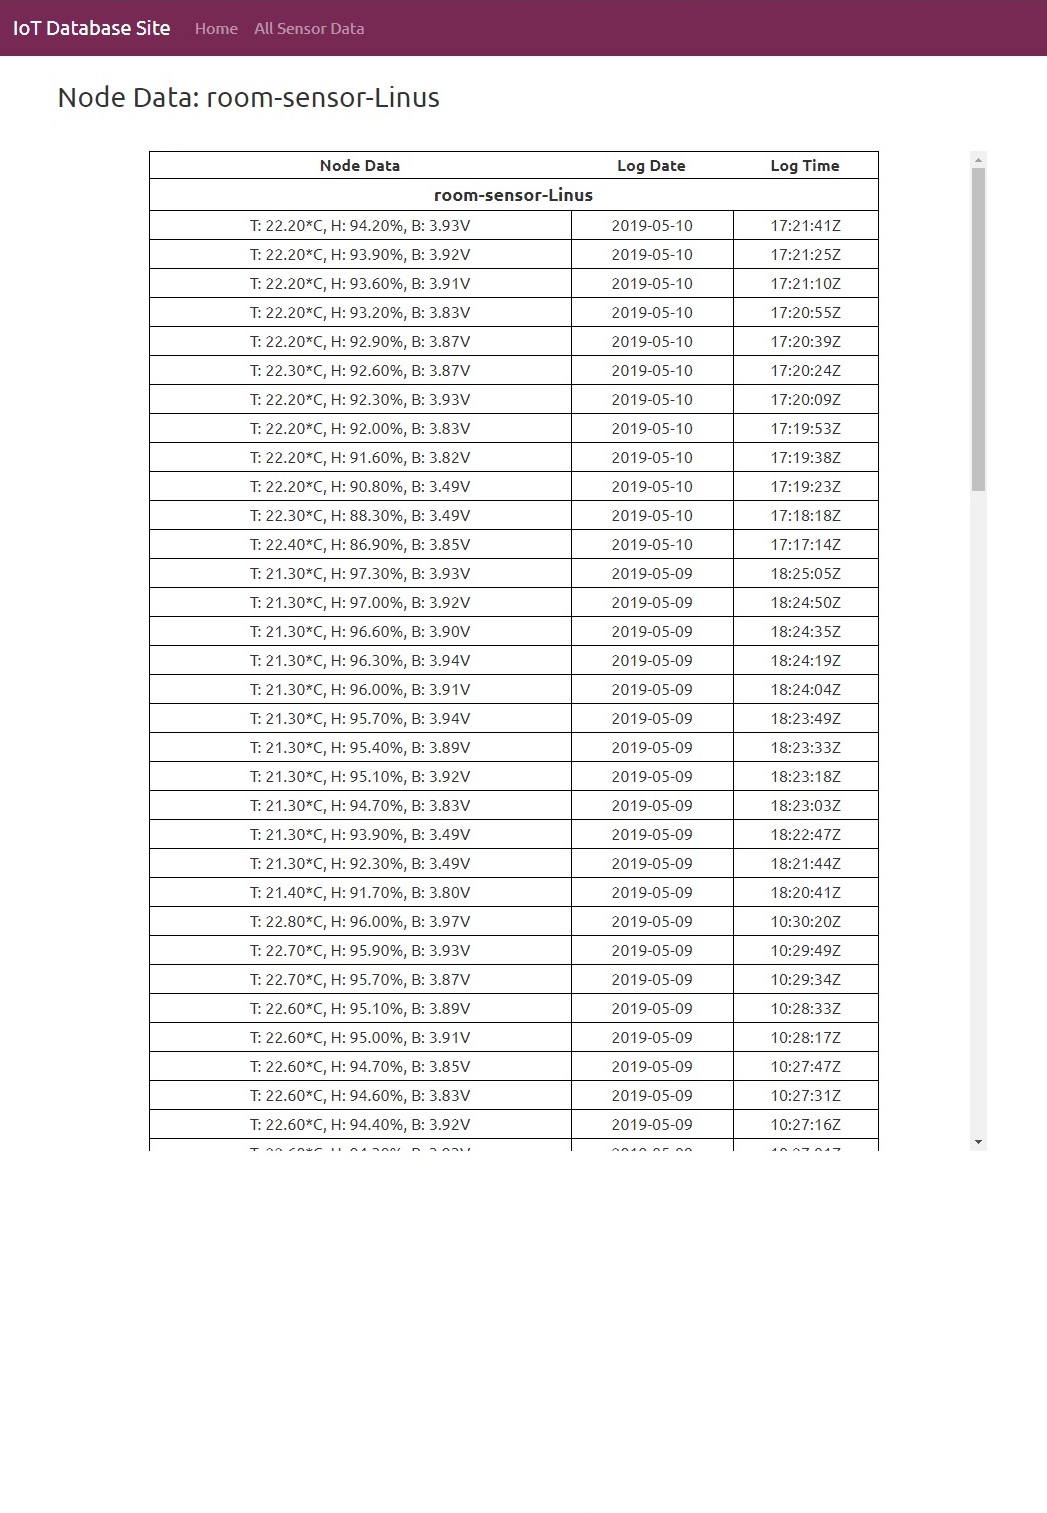 IoT Database Site Home All Sensor Data
Node Data: room-sensor-Linus
Node Data Log Date Log Time
room-sensor-Linus
T: 22.20*C, H: 94.20%, B: 3.93V 2019-05-10 17:21:41Z
T: 22.20*C, H: 93.90%, B: 3.92V 2019-05-10 17:21:25Z
T: 22.20*C, H: 93.60%, B: 3.91V 2019-05-10 17:21:10Z
T: 22.20*C, H: 93.20%, B: 3.83V 2019-05-10 17:20:55Z
T: 22.20*C, H: 92.90%, B: 3.87V 2019-05-10 17:20:39Z
T: 22.30*C, H: 92.60%, B: 3.87V 2019-05-10 17:20:24Z
T: 22.20*C, H: 92.30%, B: 3.93V 2019-05-10 17:20:09Z
T: 22.20*C, H: 92.00%, B: 3.83V 2019-05-10 17:19:53Z
T: 22.20*C, H: 91.60%, B: 3.82V 2019-05-10 17:19:38Z
T: 22.20*C, H: 90.80%, B: 3.49V 2019-05-10 17:19:23Z
T: 22.30*C, H: 88.30%, B: 3.49V 2019-05-10 17:18:18Z
T: 22.40*C, H: 86.90%, B: 3.85V 2019-05-10 17:17:14Z
T: 21.30*C, H: 97.30%, B: 3.93V 2019-05-09 18:25:05Z
T: 21.30*C, H: 97.00%, B: 3.92V 2019-05-09 18:24:50Z
T: 21.30*C, H: 96.60%, B: 3.90V 2019-05-09 18:24:35Z
T: 21.30*C, H: 96.30%, B: 3.94V 2019-05-09 18:24:19Z
T: 21.30*C, H: 96.00%, B: 3.91V 2019-05-09 18:24:04Z
T: 21.30*C, H: 95.70%, B: 3.94V 2019-05-09 18:23:49Z
T: 21.30*C, H: 95.40%, B: 3.89V 2019-05-09 18:23:33Z
T: 21.30*C, H: 95.10%, B: 3.92V 2019-05-09 18:23:18Z
T: 21.30*C, H: 94.70%, B: 3.83V 2019-05-09 18:23:03Z
T: 21.30*C, H: 93.90%, B: 3.49V 2019-05-09 18:22:47Z
T: 21.30*C, H: 92.30%, B: 3.49V 2019-05-09 18:21:44Z
T: 21.40*C, H: 91.70%, B: 3.80V 2019-05-09 18:20:41Z
T: 22.80*C, H: 96.00%, B: 3.97V 2019-05-09 10:30:20Z
T: 22.70*C, H: 95.90%, B: 3.93V 2019-05-09 10:29:49Z
T: 22.70*C, H: 95.70%, B: 3.87V 2019-05-09 10:29:34Z
T: 22.60*C, H: 95.10%, B: 3.89V 2019-05-09 10:28:33Z
T: 22.60*C, H: 95.00%, B: 3.91V 2019-05-09 10:28:17Z
T: 22.60*C, H: 94.70%, B: 3.85V 2019-05-09 10:27:47Z
T: 22.60*C, H: 94.60%, B: 3.83V 2019-05-09 10:27:31Z
T: 22.60*C, H: 94.40%, B: 3.92V 2019-05-09 10:27:16Z